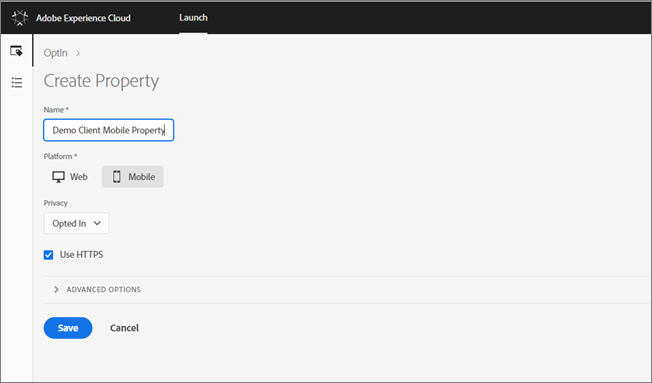 Adobe Experience Cloud Launch
OptIn
Create Property
Name *
Demo Client Mobile Property
Platform *
Web Mobile
Privacy
Opted In
Use HTTPS
ADVANCED OPTIONS
Save Cancel